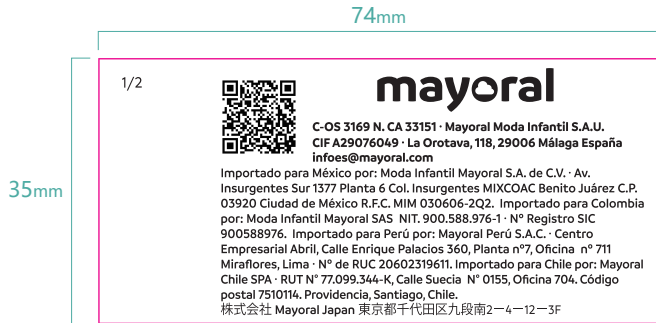 74mm
1/2
mayoral
C-OS 3169 N. CA 33151 · Mayoral Moda Infantil S.A.U.
CIF A29076049 · La Orotava, 118, 29006 Málaga España
infoes@mayoral.com
35mm
Importado para México por: Moda Infantil Mayoral S.A. de C.V. · Av.
Insurgentes Sur 1377 Planta 6 Col. Insurgentes MIXCOAC Benito Juárez C.P.
03920 Ciudad de México R.F.C. MIM 030606-2Q2. Importado para Colombia
por: Moda Infantil Mayoral SAS NIT. 900.588.976-1 · N° Registro SIC
900588976. Importado para Perú por: Mayoral Perú S.A.C. · Centro
Empresarial Abril, Calle Enrique Palacios 360, Planta nº7, Oficina nº 711
Miraflores, Lima · N° de RUC 20602319611. Importado para Chile por: Mayoral
Chile SPA · RUT N° 77.099.344-K, Calle Suecia N° 0155, Oficina 704. Código
postal 7510114. Providencia, Santiago, Chile.
株式会社 Mayoral Japan 東京都千代田区九段南2ー4ー12ー3F